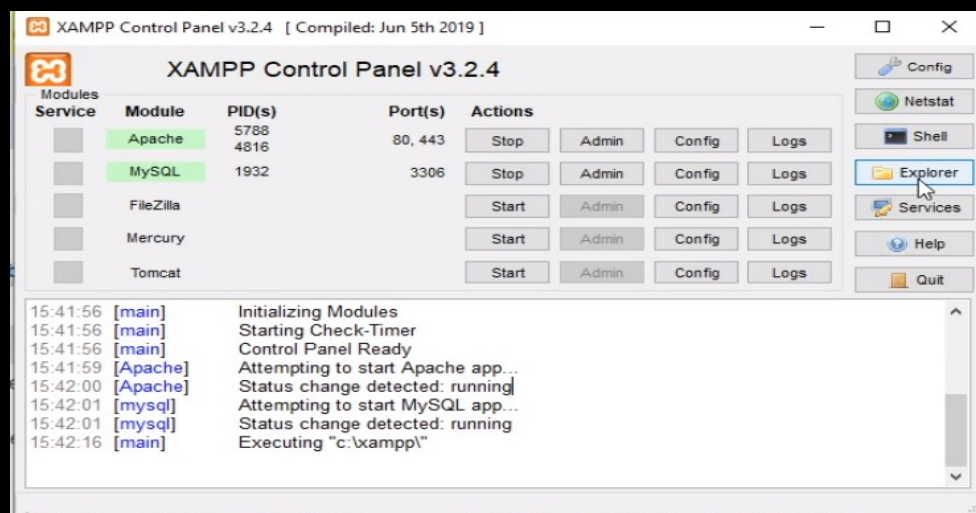 XAMPP Control Panel v3.2.4 [ Compiled: Jun 5th 2019 ]
XAMPP Control Panel v3.2.4
Config
Modules
Netstat
Service Module PID(s) Port(s) Actions
Apache 5788 4816 80, 443 Stop Admin Config Logs
Shell
MySQL 1932 3306 Stop Admin Config Logs
Explorer
FileZilla Start Admin Config Logs
Services
Mercury Start Admin Config Logs
Help
Tomcat Start Admin Config Logs
Quit
15:41:56 [main] Initializing Modules
15:41:56 [main] Starting Check-Timer
15:41:56 [main] Control Panel Ready
15:41:59 [Apache] Attempting to start Apache app...
15:42:00 [Apache] Status change detected: running
15:42:01 [mysql] Attempting to start MySQL app...
15:42:01 [mysql] Status change detected: running
15:42:16 [main] Executing "c:\xampp\"